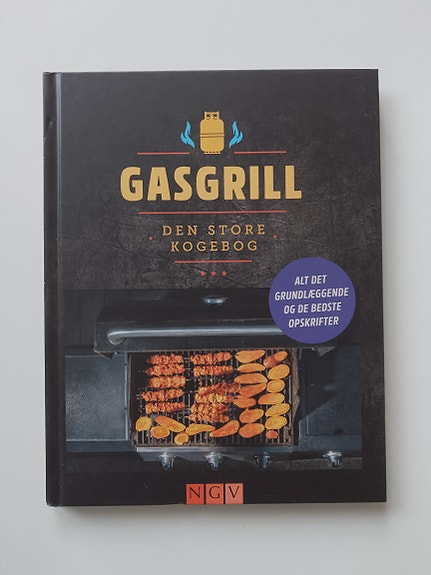 GASGRILL
DEN STORE
KOGEBOG
ALT DET
GRUNDLÆGGENDE
OG DE BEDSTE
OPSKRIFTER
NGV